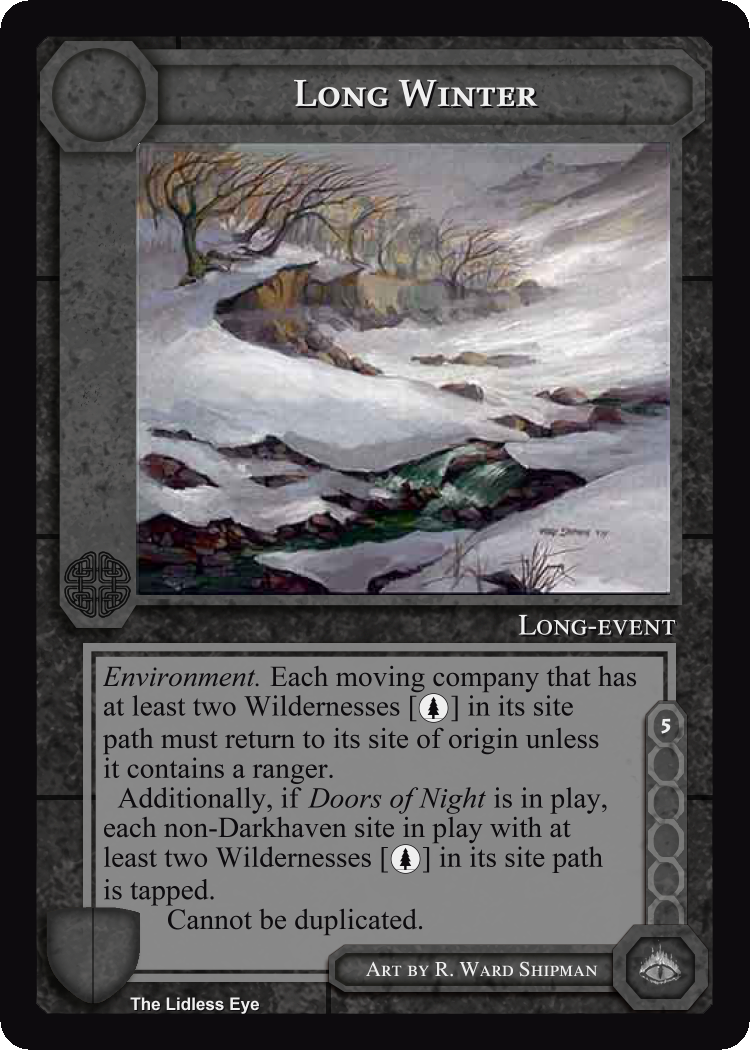 Long Winter
Long-event
Environment. Each moving company that has
at least two Wildernesses [ ] in its site
path must return to its site of origin unless
it contains a ranger.
Additionally, if Doors of Night is in play,
each non-Darkhaven site in play with at
least two Wildernesses [ ] in its site path
is tapped.
Cannot be duplicated.
5
Art by R. Ward Shipman
The Lidless Eye